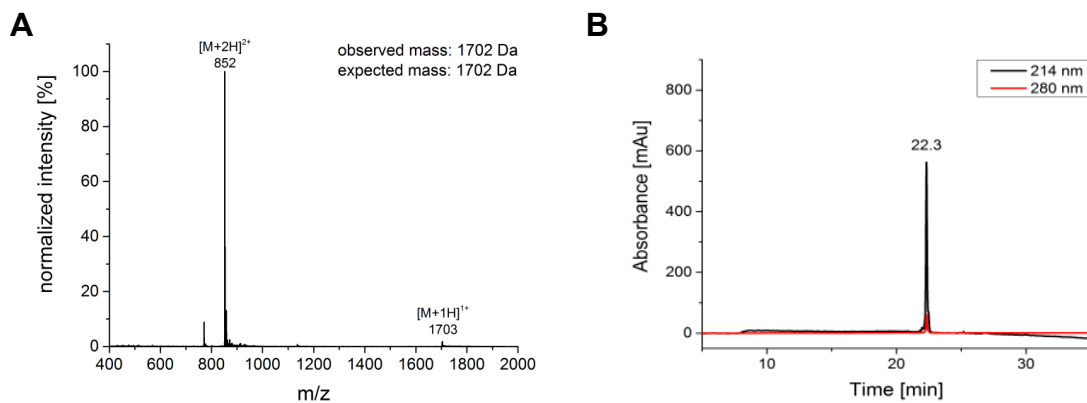 A
[M+2H]²⁺
852
observed mass: 1702 Da
expected mass: 1702 Da
100
80
60
40
20
0
normalized intensity [%]
[M+1H]¹⁺
1703
400 600 800 1000 1200 1400 1600 1800 2000
m/z
B
214 nm
280 nm
800
600
400
200
0
Absorbance [mAu]
22.3
10 20 30
Time [min]